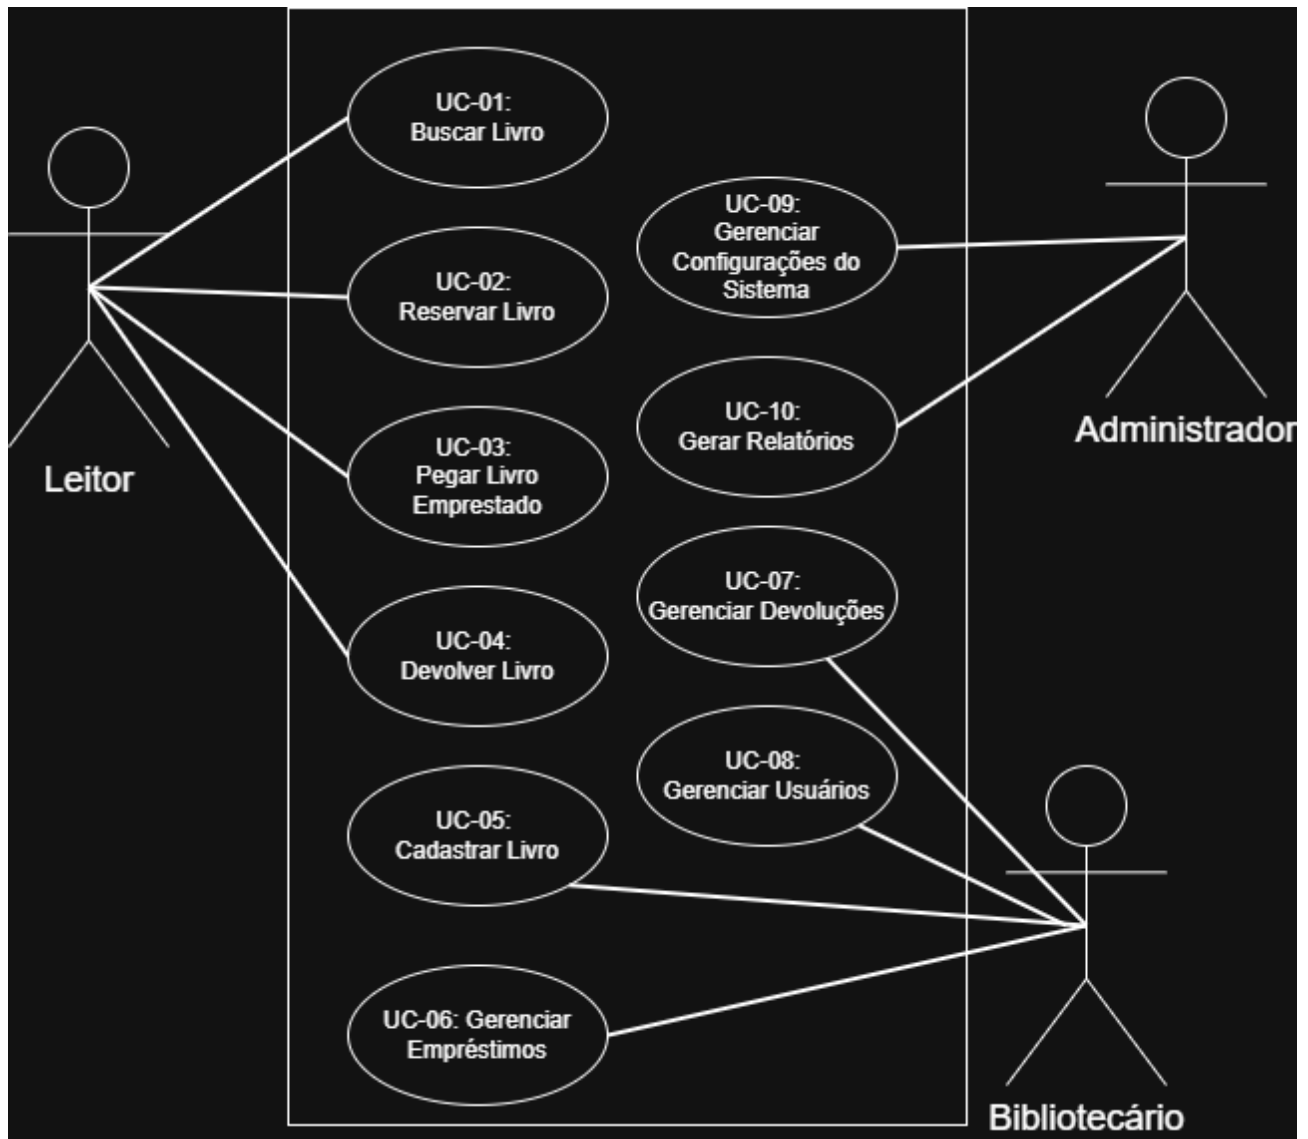 UC-01:
Buscar Livro
UC-02:
Reservar Livro
UC-03:
Pegar Livro
Emprestado
UC-04:
Devolver Livro
UC-05:
Cadastrar Livro
UC-06: Gerenciar
Empréstimos
UC-09:
Gerenciar
Configurações do
Sistema
UC-10:
Gerar Relatórios
UC-07:
Gerenciar Devoluções
UC-08:
Gerenciar Usuários
Leitor
Administrador
Bibliotecário